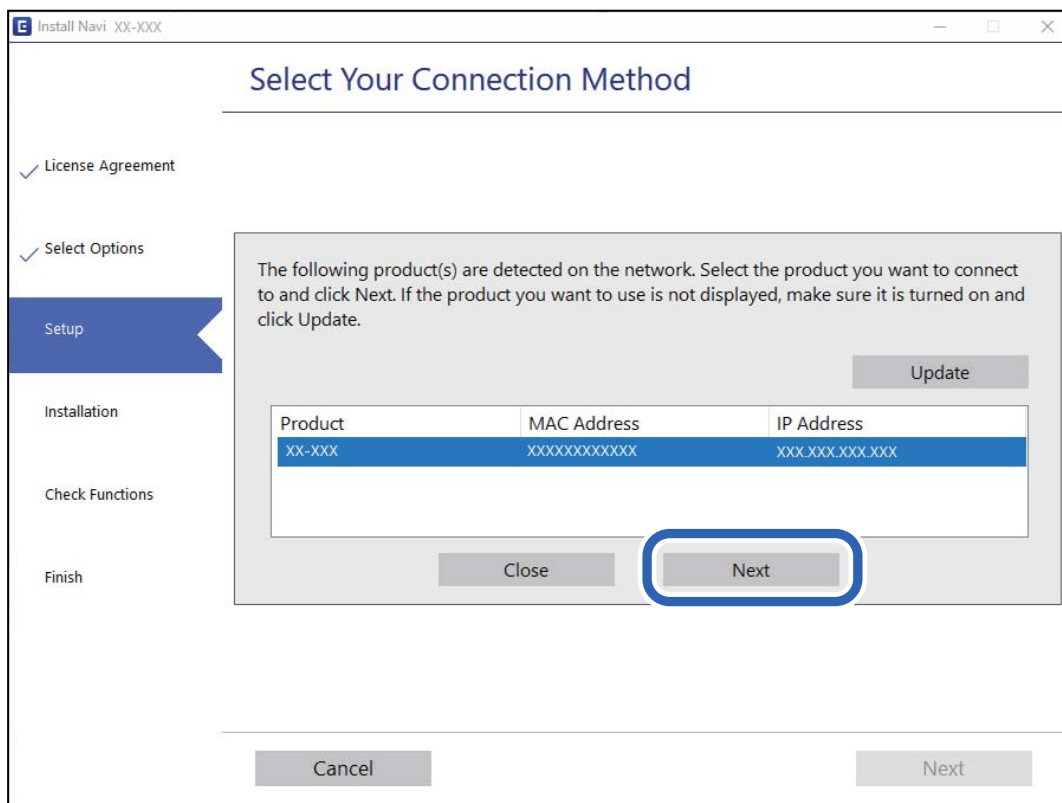 E Install Navi XX-XXX
Select Your Connection Method
License Agreement
Select Options
Setup
Installation
Check Functions
Finish
The following product(s) are detected on the network. Select the product you want to connect
to and click Next. If the product you want to use is not displayed, make sure it is turned on and
click Update.
Update
Product MAC Address IP Address
XX-XXX XXXXXXXXXXXX XXX.XXX.XXX.XXX
Close Next
Cancel Next